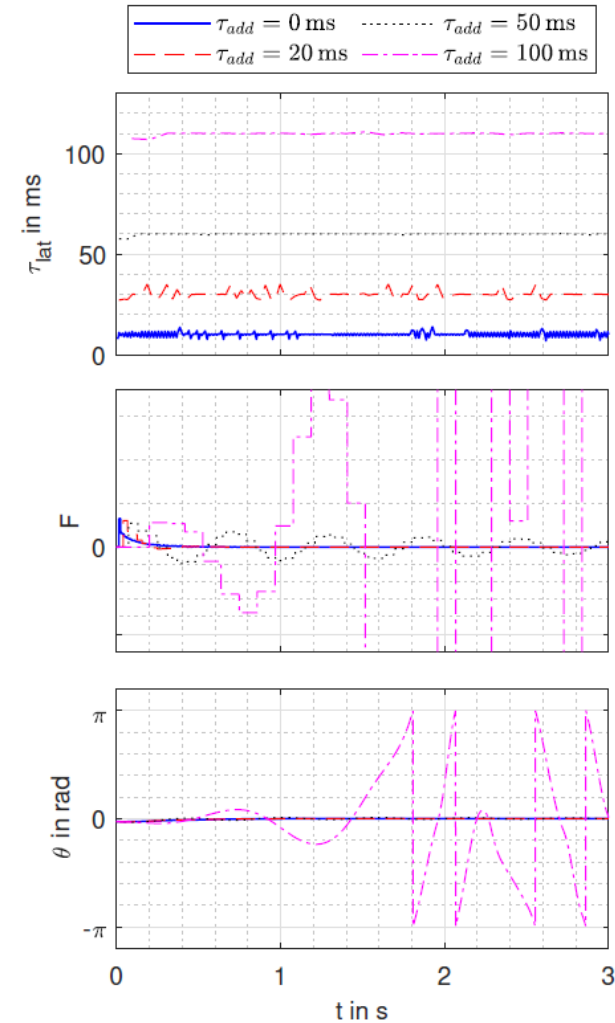 τ_add = 0 ms τ_add = 50 ms
τ_add = 20 ms τ_add = 100 ms
100
50
0
τ_lat in ms
0
F
π
0
-π
θ in rad
0 1 2 3
t in s